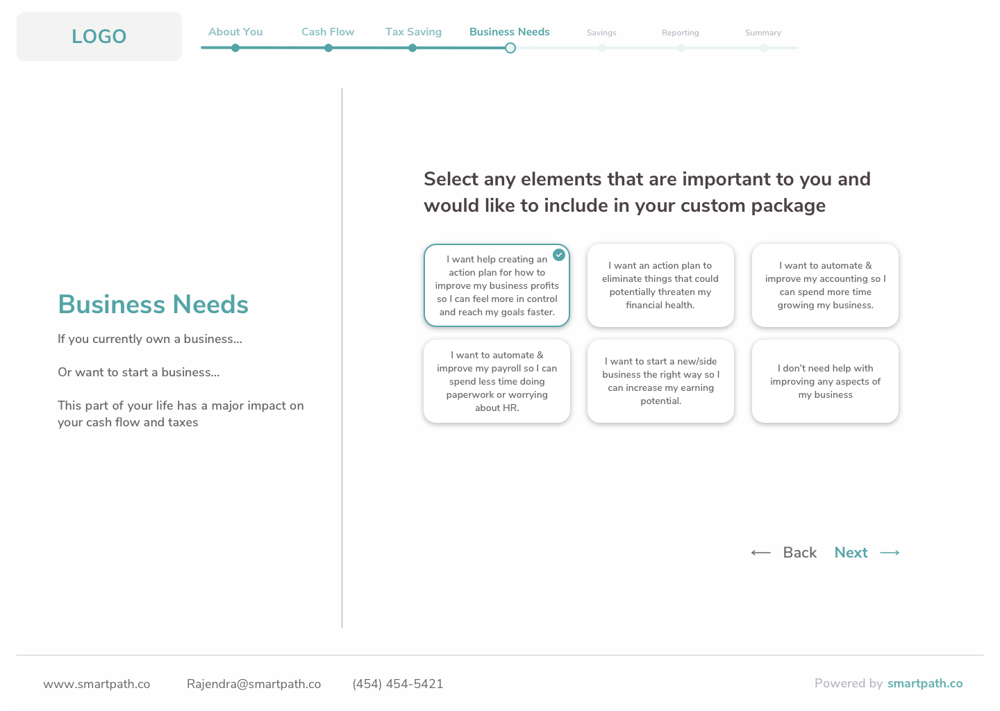 LOGO
About You
Cash Flow
Tax Saving
Business Needs
Savings
Reporting
Summary
Business Needs
If you currently own a business...
Or want to start a business...
This part of your life has a major impact on
your cash flow and taxes
Select any elements that are important to you and
would like to include in your custom package
I want help creating an
action plan for how to
improve my business profits
so I can feel more in control
and reach my goals faster.
I want an action plan to
eliminate things that could
potentially threaten my
financial health.
I want to automate &
improve my accounting so I
can spend more time
growing my business.
I want to automate &
improve my payroll so I can
spend less time doing
paperwork or worrying
about HR.
I want to start a new/side
business the right way so I
can increase my earning
potential.
I don't need help with
improving any aspects of
my business
Back
Next
www.smartpath.co
Rajendra@smartpath.co
(454) 454-5421
Powered by smartpath.co